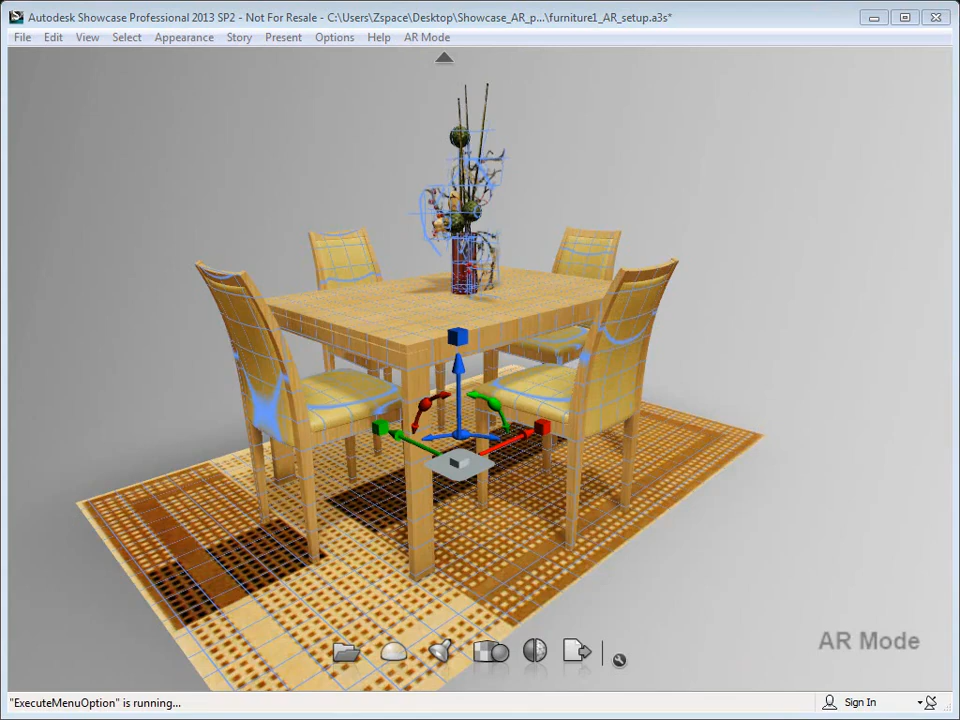 Autodesk Showcase Professional 2013 SP2 - Not For Resale - C:\Users\Zspace\Desktop\Showcase_AR_p...\furniture1_AR_setup.a3s*
File Edit View Select Appearance Story Present Options Help AR Mode
AR Mode
"ExecuteMenuOption" is running... Sign In